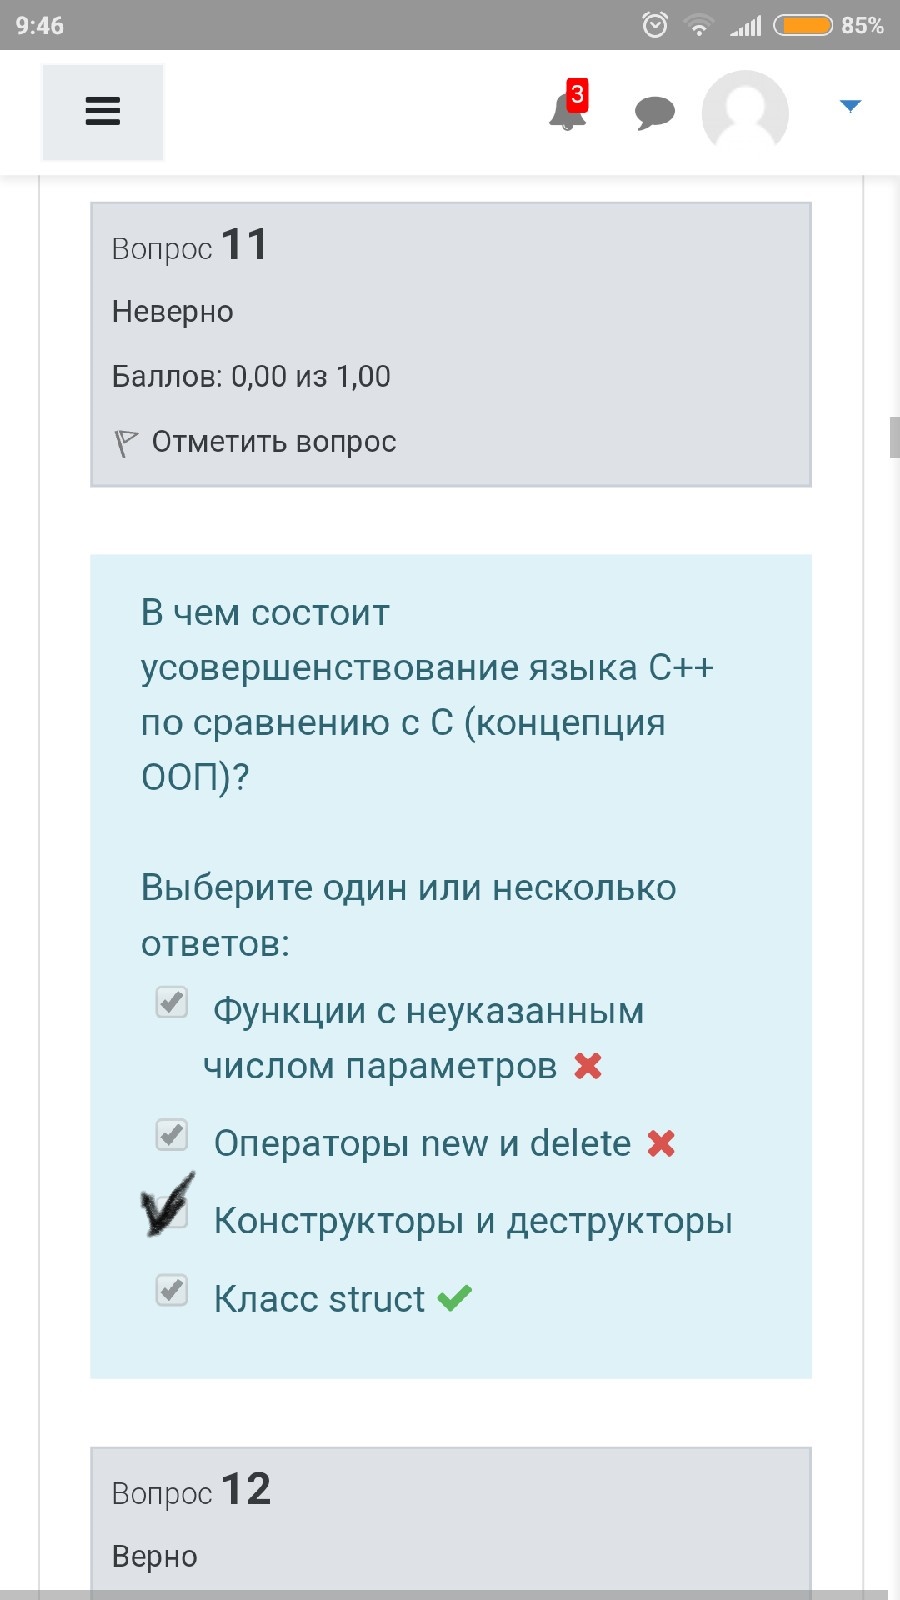 9:46
85%
3
Вопрос 11
Неверно
Баллов: 0,00 из 1,00
Отметить вопрос
В чем состоит
усовершенствование языка С++
по сравнению с С (концепция
ООП)?
Выберите один или несколько
ответов:
Функции с неуказанным
числом параметров
Операторы new и delete
Конструкторы и деструкторы
Класс struct
Вопрос 12
Верно